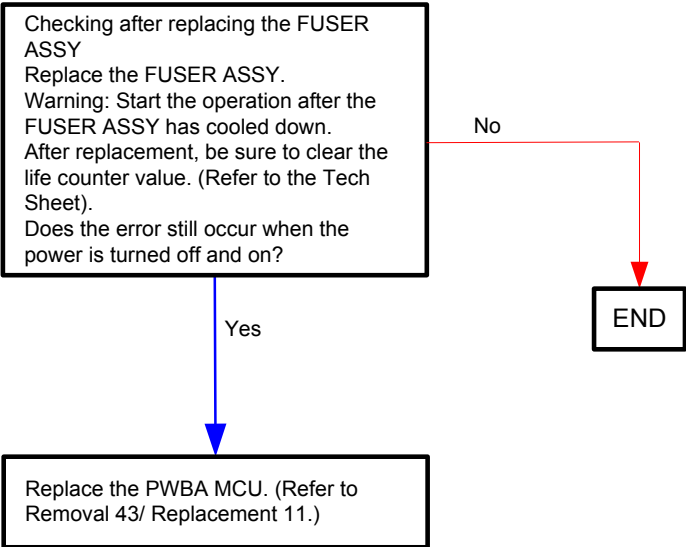 Checking after replacing the FUSER
ASSY
Replace the FUSER ASSY.
Warning: Start the operation after the
FUSER ASSY has cooled down.
After replacement, be sure to clear the
life counter value. (Refer to the Tech
Sheet).
Does the error still occur when the
power is turned off and on?
No
END
Yes
Replace the PWBA MCU. (Refer to
Removal 43/ Replacement 11.)